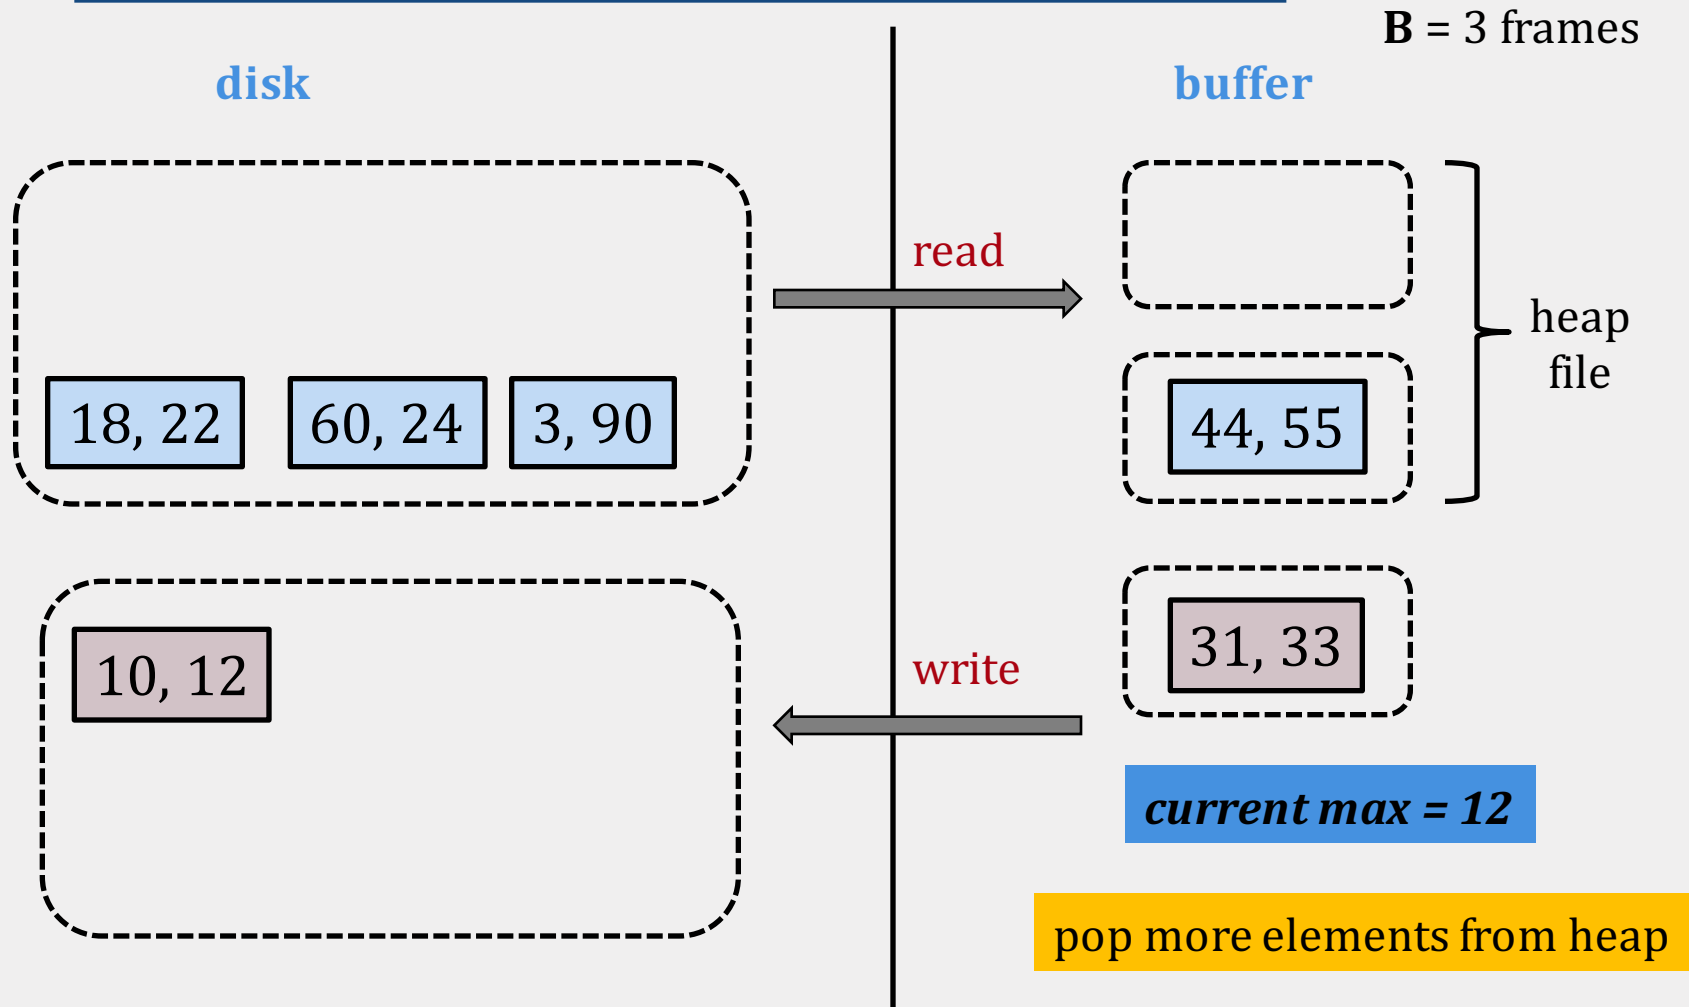 B = 3 frames
disk
buffer
read
heap
file
18, 22
60, 24
3, 90
44, 55
10, 12
write
31, 33
current max = 12
pop more elements from heap